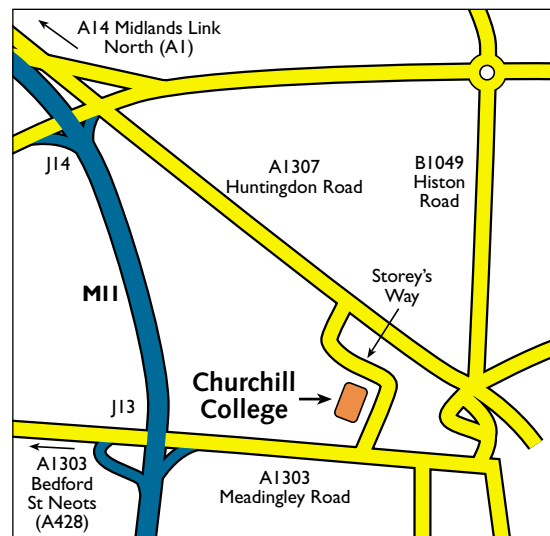 A14 Midlands Link
North (A1)
J14
A1307
Huntingdon Road
B1049
Histon
Road
Storey's
Way
M11
Churchill
College
J13
A1303
Bedford
St Neots
(A428)
A1303
Meadingley Road